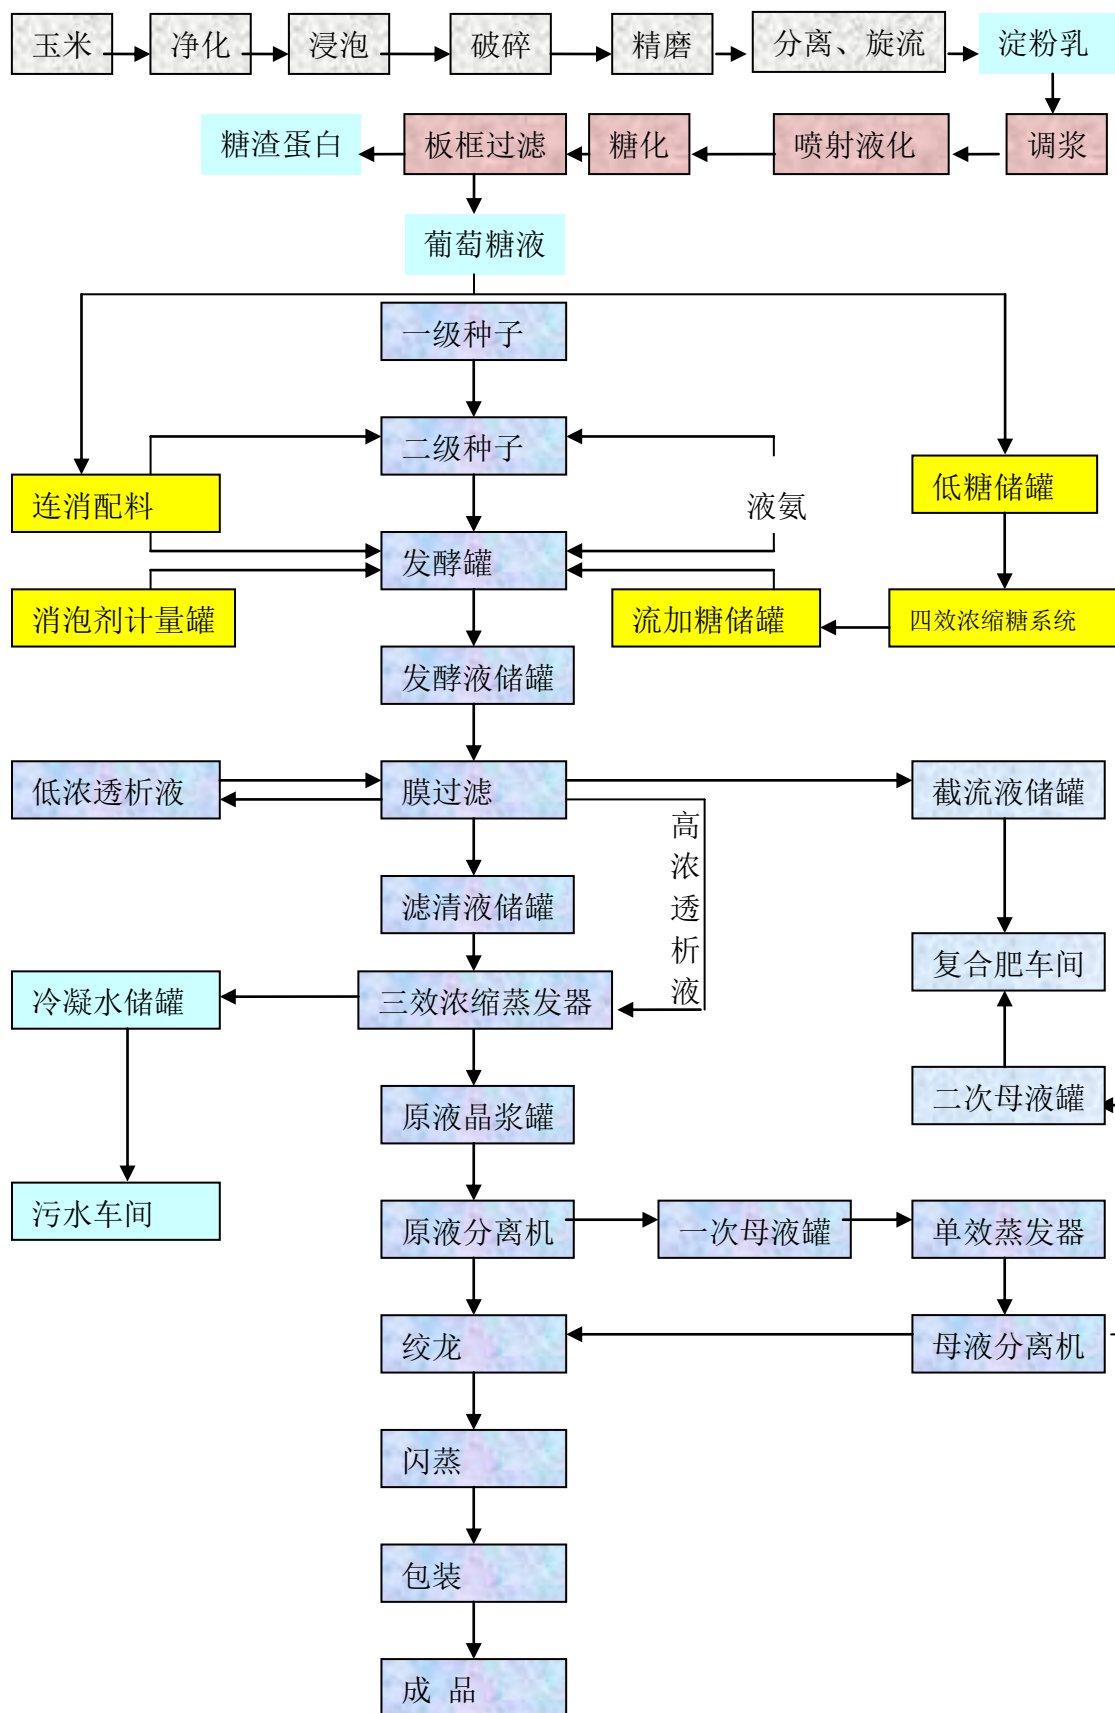 玉米 净化 浸泡 破碎 精磨 分离、旋流 淀粉乳
糖渣蛋白 板框过滤 糖化 喷射液化 调浆
葡萄糖液
一级种子
二级种子
连消配料 低糖储罐
液氨
发酵罐
消泡剂计量罐 流加糖储罐 四效浓缩糖系统
发酵液储罐
低浓透析液 膜过滤 截流液储罐
高浓透析液
滤清液储罐
复合肥车间
冷凝水储罐 三效浓缩蒸发器
原液晶浆罐 二次母液罐
污水车间 原液分离机 一次母液罐 单效蒸发器
绞龙 母液分离机
闪蒸
包装
成 品